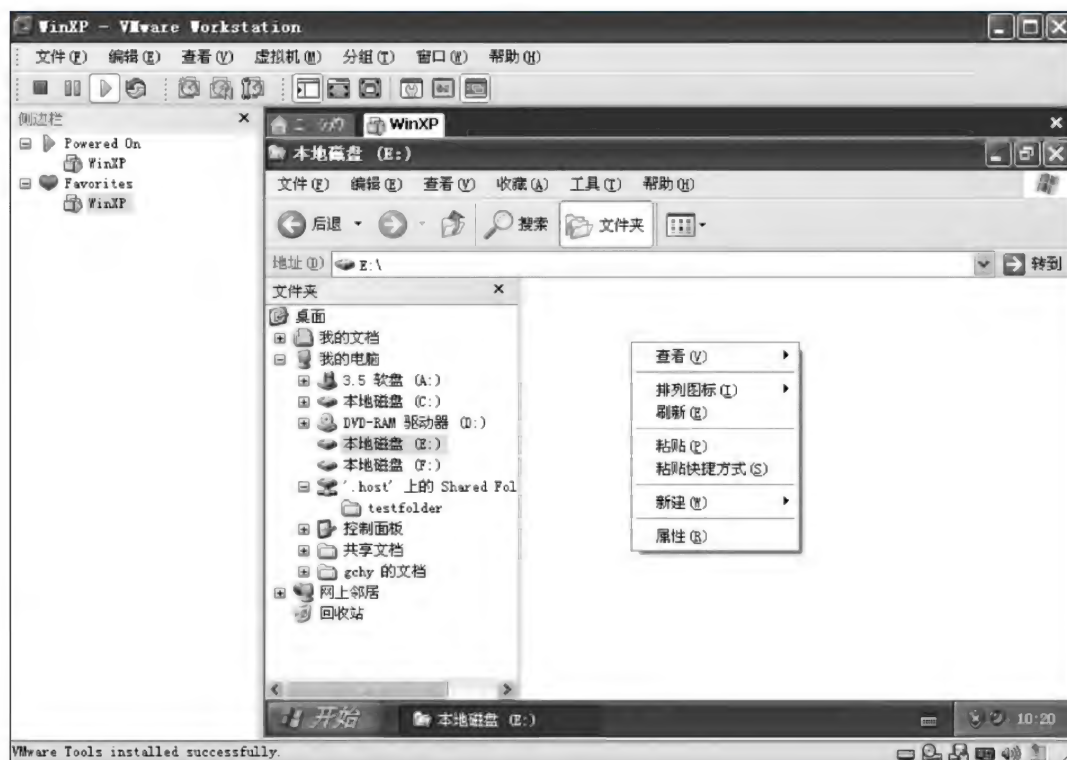 WinXP - VMware Workstation
文件(F) 编辑(E) 查看(V) 虚拟机(M) 分组(T) 窗口(W) 帮助(H)
侧边栏
Powered On
WinXP
Favorites
WinXP
WinXP
本地磁盘 (E:)
文件(F) 编辑(E) 查看(V) 收藏(A) 工具(T) 帮助(H)
后退 搜索 文件夹
地址(D) E:\ 转到
文件夹
桌面
我的文档
我的电脑
3.5 软盘 (A:)
本地磁盘 (C:)
DVD-RAM 驱动器 (D:)
本地磁盘 (E:)
本地磁盘 (F:)
'.host' 上的 Shared Fol
testfolder
控制面板
共享文档
gchy 的文档
网上邻居
回收站
查看(V)
排列图标(I)
刷新(E)
粘贴(P)
粘贴快捷方式(S)
新建(W)
属性(R)
开始 本地磁盘 (E:) 10:20
VMware Tools installed successfully.